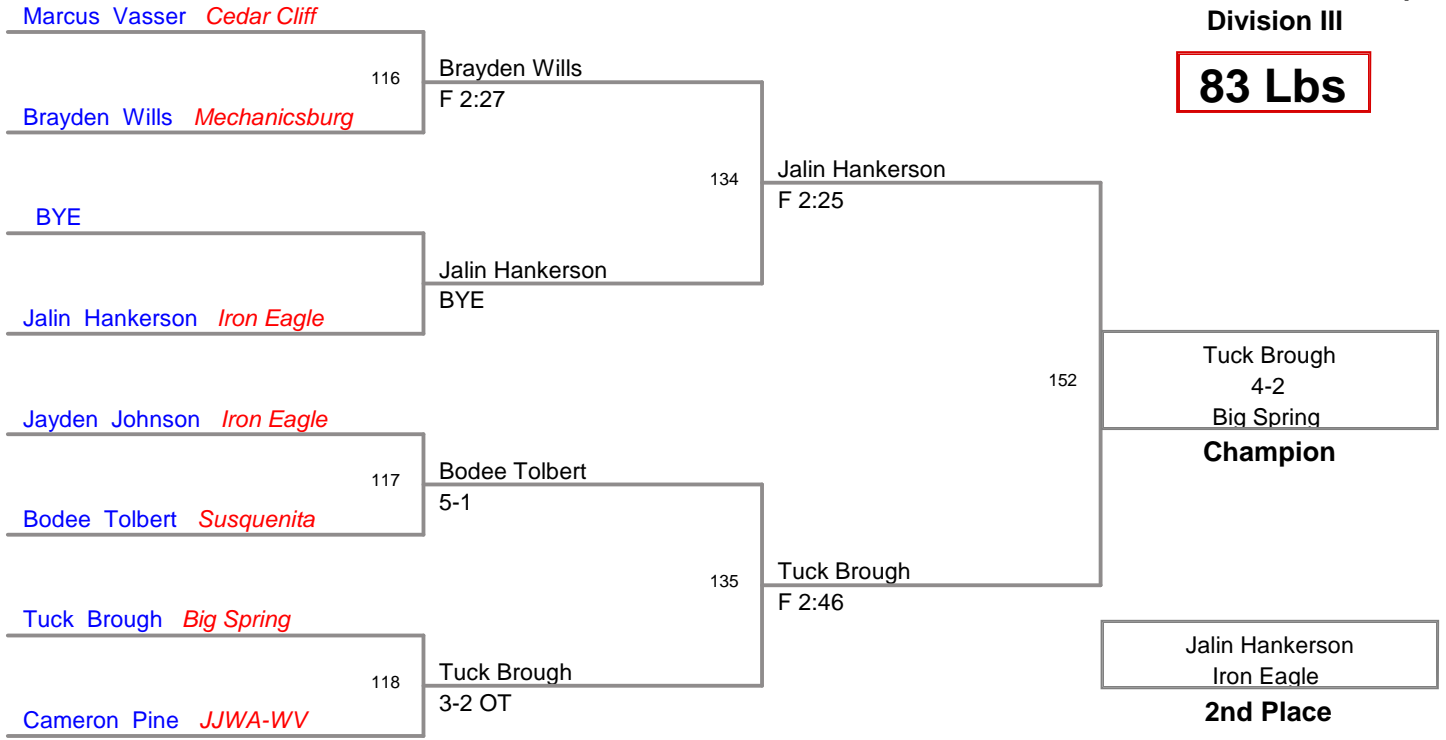 Marcus Vasser Cedar Cliff
Division III
116 Brayden Wills
83 Lbs
F 2:27
Brayden Wills Mechanicsburg
134 Jalin Hankerson
F 2:25
BYE
Jalin Hankerson
BYE
Jalin Hankerson Iron Eagle
Tuck Brough
152 4-2
Jayden Johnson Iron Eagle
Big Spring
Champion
117 Bodee Tolbert
5-1
Bodee Tolbert Susquenita
135 Tuck Brough
F 2:46
Tuck Brough Big Spring
Jalin Hankerson
118 Tuck Brough
Iron Eagle
3-2 OT
2nd Place
Cameron Pine JJWA-WV